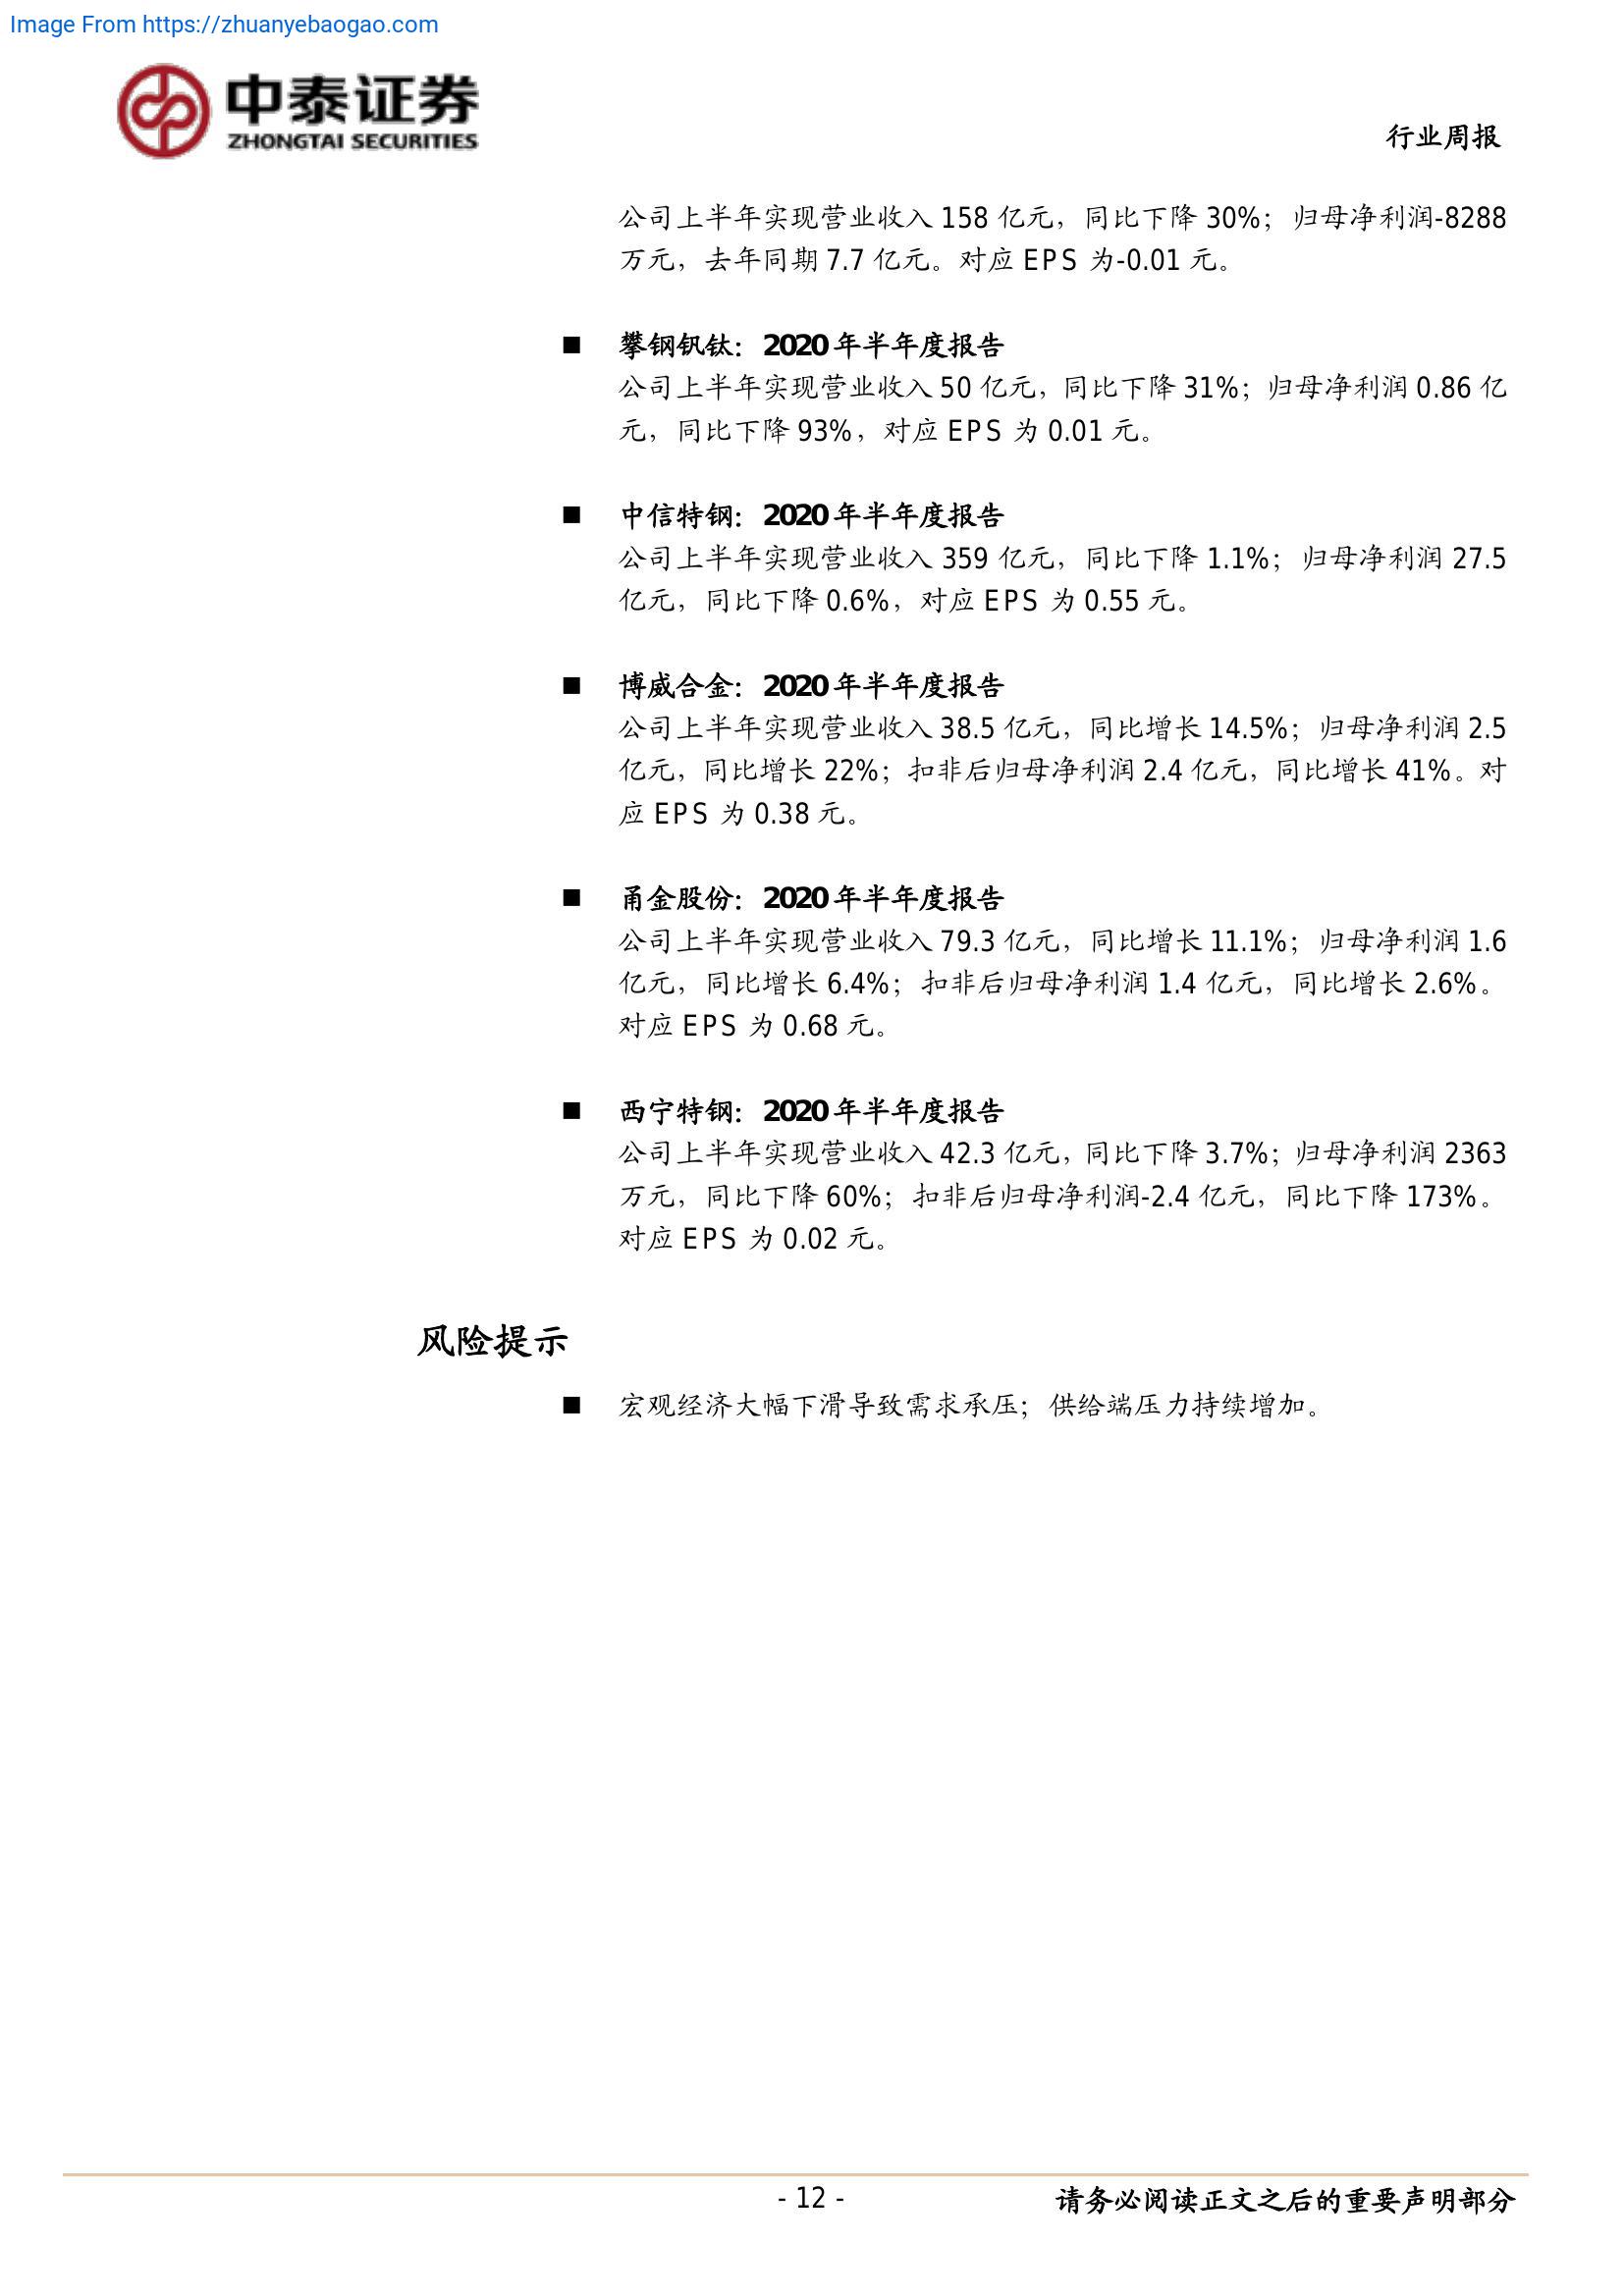 Image From https://zhuanyebaogao.com
中泰证券
ZHONGTAI SECURITIES
行业周报
公司上半年实现营业收入 158 亿元，同比下降 30%；归母净利润-8288
万元，去年同期 7.7 亿元。对应 EPS 为-0.01 元。
■ 攀钢钒钛：2020 年半年度报告
公司上半年实现营业收入 50 亿元，同比下降 31%；归母净利润 0.86 亿
元，同比下降 93%，对应 EPS 为 0.01 元。
■ 中信特钢：2020 年半年度报告
公司上半年实现营业收入 359 亿元，同比下降 1.1%；归母净利润 27.5
亿元，同比下降 0.6%，对应 EPS 为 0.55 元。
■ 博威合金：2020 年半年度报告
公司上半年实现营业收入 38.5 亿元，同比增长 14.5%；归母净利润 2.5
亿元，同比增长 22%；扣非后归母净利润 2.4 亿元，同比增长 41%。对
应 EPS 为 0.38 元。
■ 甬金股份：2020 年半年度报告
公司上半年实现营业收入 79.3 亿元，同比增长 11.1%；归母净利润 1.6
亿元，同比增长 6.4%；扣非后归母净利润 1.4 亿元，同比增长 2.6%。
对应 EPS 为 0.68 元。
■ 西宁特钢：2020 年半年度报告
公司上半年实现营业收入 42.3 亿元，同比下降 3.7%；归母净利润 2363
万元，同比下降 60%；扣非后归母净利润-2.4 亿元，同比下降 173%。
对应 EPS 为 0.02 元。
风险提示
■ 宏观经济大幅下滑导致需求承压；供给端压力持续增加。
- 12 -
请务必阅读正文之后的重要声明部分